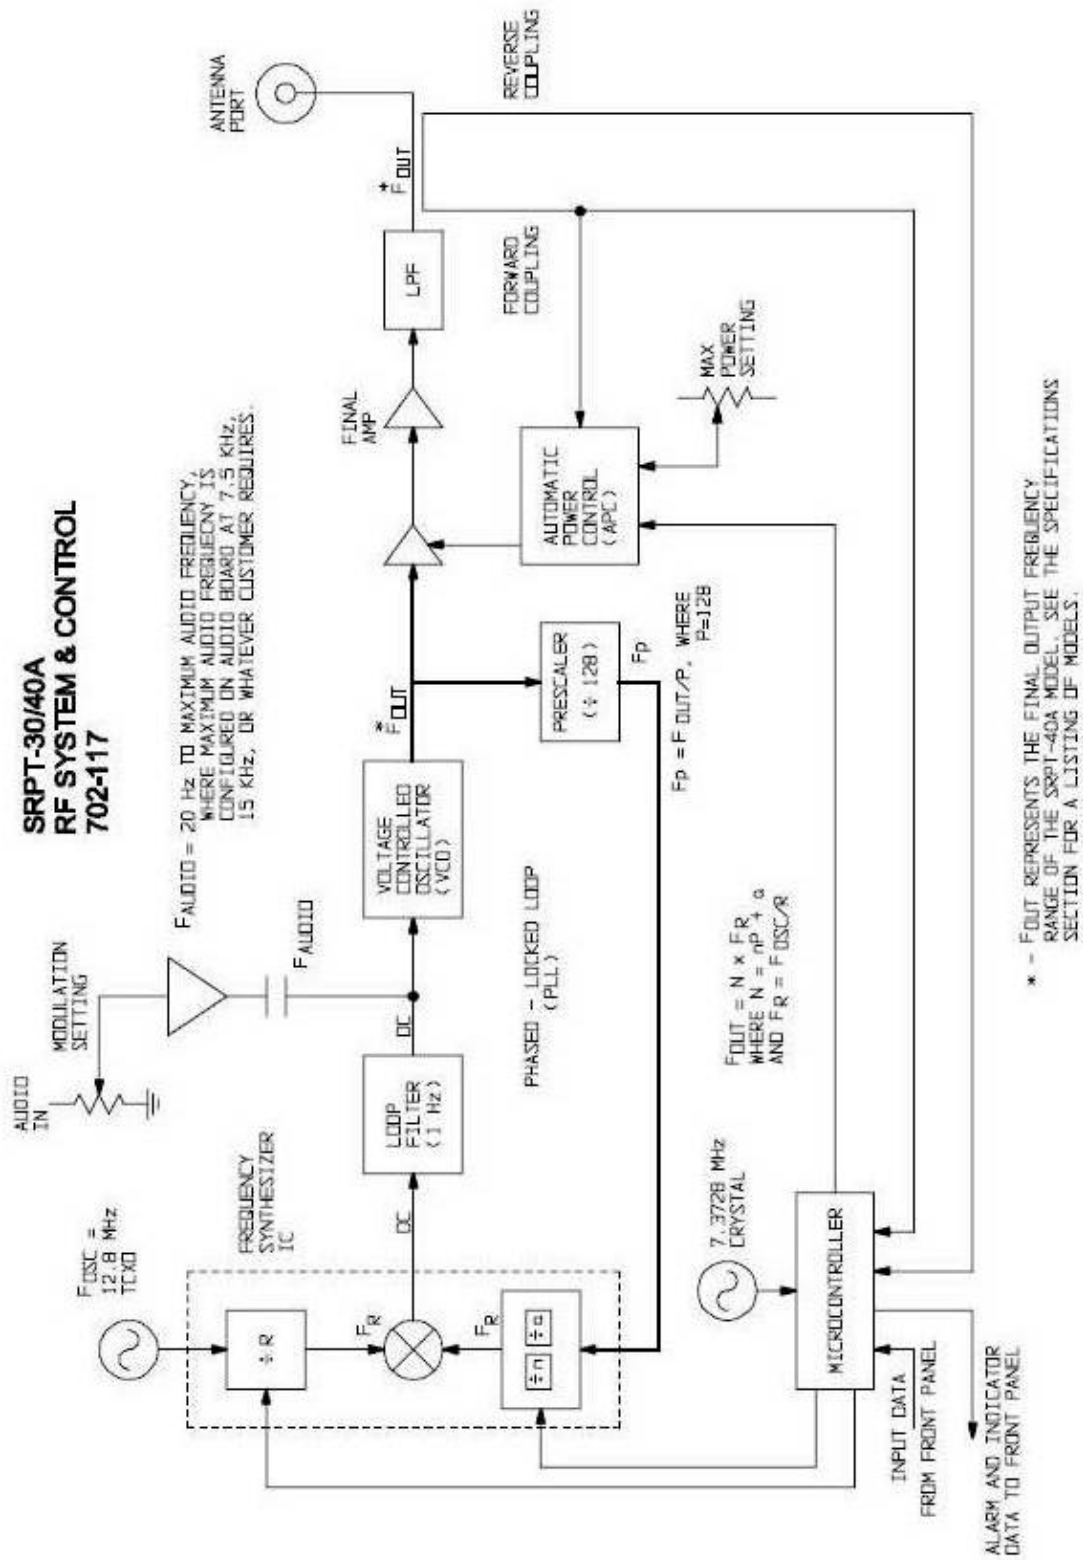 SRPT-30/40A
RF SYSTEM & CONTROL
702-117
AUDIO
IN
MODULATION
SETTING
FAUDIO = 20 Hz TO MAXIMUM AUDIO FREQUENCY,
WHERE MAXIMUM AUDIO FREQUECNY IS
CONFIGURED ON AUDIO BOARD AT 7.5 KHz,
15 KHz, OR WHATEVER CUSTOMER REQUIRES.
FAUDIO
FOSC =
12.8 MHz
TCXO
FREQUENCY
SYNTHESIZER
IC
÷ R
FR
FR
÷n ÷a
DC
LOOP
FILTER
(1 Hz)
DC
VOLTAGE
CONTROLLED
OSCILLATOR
(VCO)
* FOUT
FINAL
AMP
LPF
* FOUT
ANTENNA
PORT
PHASED - LOCKED LOOP
(PLL)
PRESCALER
(÷ 128)
Fp
Fp = F OUT/P, WHERE
P=128
AUTOMATIC
POWER
CONTROL
(APC)
FORWARD
COUPLING
REVERSE
COUPLING
MAX
POWER
SETTING
7.3728 MHz
CRYSTAL
FOUT = N x FR
WHERE N = nP + a
AND FR = FOSC/R
MICROCONTROLLER
INPUT DATA
FROM FRONT PANEL
ALARM AND INDICATOR
DATA TO FRONT PANEL
* - FOUT REPRESENTS THE FINAL OUTPUT FREQUENCY
RANGE OF THE SRPT-40A MODEL. SEE THE SPECIFICATIONS
SECTION FOR A LISTING OF MODELS.